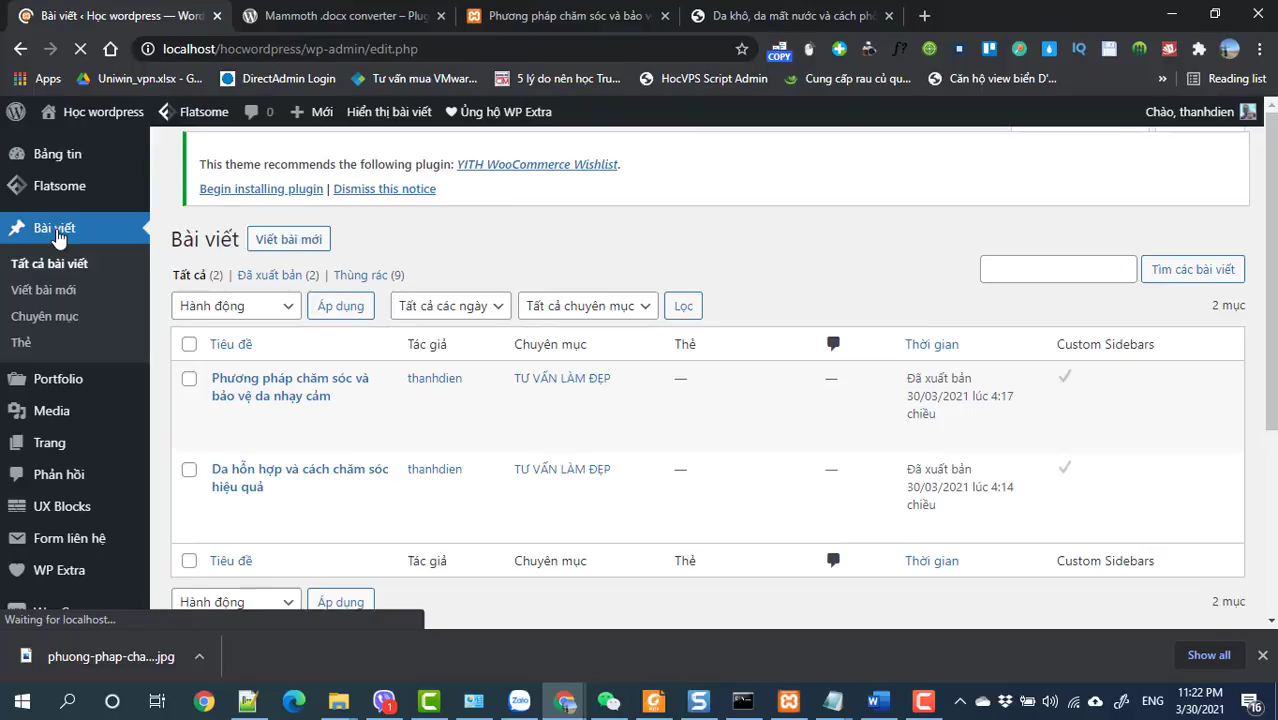 Bài viết ‹ Học wordpress — Word
Mammoth .docx converter – Plug
Phương pháp chăm sóc và bảo v
Da khô, da mất nước và cách ph
localhost/hocwordpress/wp-admin/edit.php
COPY
Apps
Uniwin_vpn.xlsx - G...
DirectAdmin Login
Tư vấn mua VMwar...
5 lý do nên học Tru...
HocVPS Script Admin
Cung cấp rau củ qu...
Căn hộ view biển D'...
Reading list
Học wordpress
Flatsome
0
Mới
Hiển thị bài viết
Ủng hộ WP Extra
Chào, thanhdien
Bảng tin
Flatsome
Bài viết
Tất cả bài viết
Viết bài mới
Chuyên mục
Thẻ
Portfolio
Media
Trang
Phản hồi
UX Blocks
Form liên hệ
WP Extra
This theme recommends the following plugin: YITH WooCommerce Wishlist.
Begin installing plugin | Dismiss this notice
Bài viết
Viết bài mới
Tất cả (2) | Đã xuất bản (2) | Thùng rác (9)
Tìm các bài viết
Hành động
Áp dụng
Tất cả các ngày
Tất cả chuyên mục
Lọc
2 mục
Tiêu đề
Tác giả
Chuyên mục
Thẻ
Thời gian
Custom Sidebars
Phương pháp chăm sóc và
bảo vệ da nhạy cảm
thanhdien
TƯ VẤN LÀM ĐẸP
—
—
Đã xuất bản
30/03/2021 lúc 4:17
chiều
Da hỗn hợp và cách chăm sóc
hiệu quả
thanhdien
TƯ VẤN LÀM ĐẸP
—
—
Đã xuất bản
30/03/2021 lúc 4:14
chiều
Tiêu đề
Tác giả
Chuyên mục
Thẻ
Thời gian
Custom Sidebars
Hành động
Áp dụng
2 mục
Waiting for localhost...
phuong-phap-cha....jpg
Show all
ENG
11:22 PM
3/30/2021
16